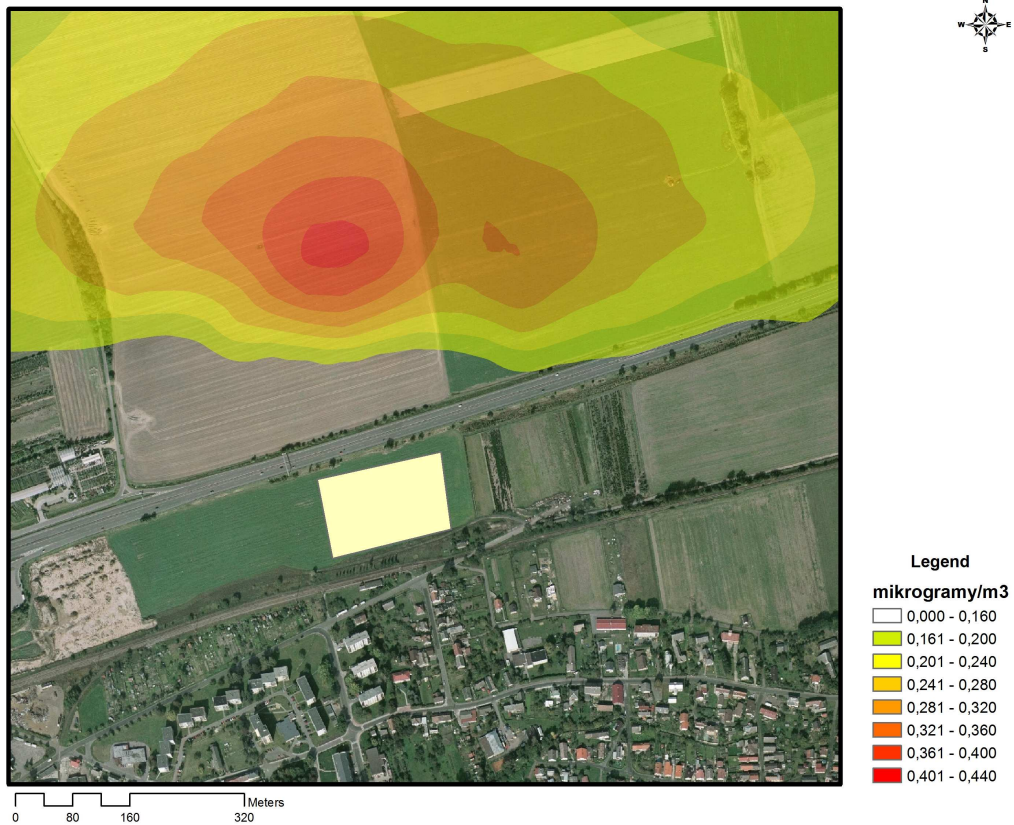 N
W E
S
Legend
mikrogramy/m3
0,000 - 0,160
0,161 - 0,200
0,201 - 0,240
0,241 - 0,280
0,281 - 0,320
0,321 - 0,360
0,361 - 0,400
0,401 - 0,440
Meters
0 80 160 320